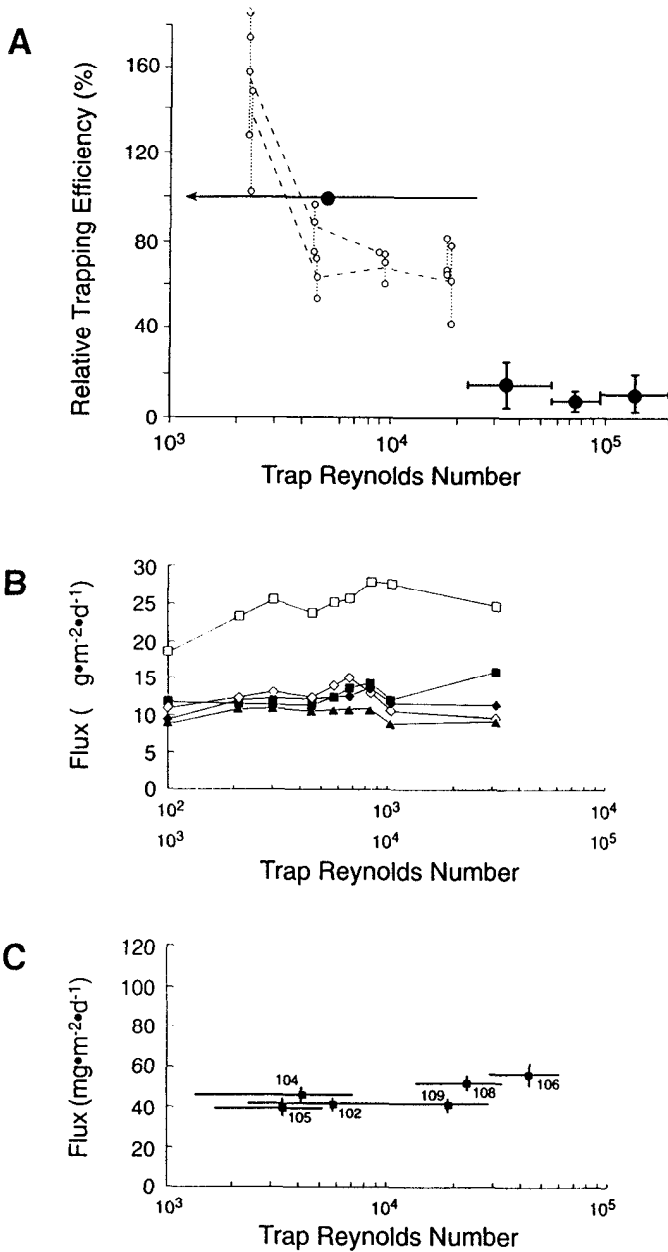 A
Relative Trapping Efficiency (%)
160
80
40
0
10³
10⁴
10⁵
Trap Reynolds Number
B
Flux ( g•m⁻²•d⁻¹)
30
25
20
15
10
5
0
10² 10³ 10⁴
10³ 10⁴ 10⁵
Trap Reynolds Number
C
Flux (mg•m⁻²•d⁻¹)
120
100
80
60
40
20
0
104
105
102
109
108
106
10³ 10⁴ 10⁵
Trap Reynolds Number